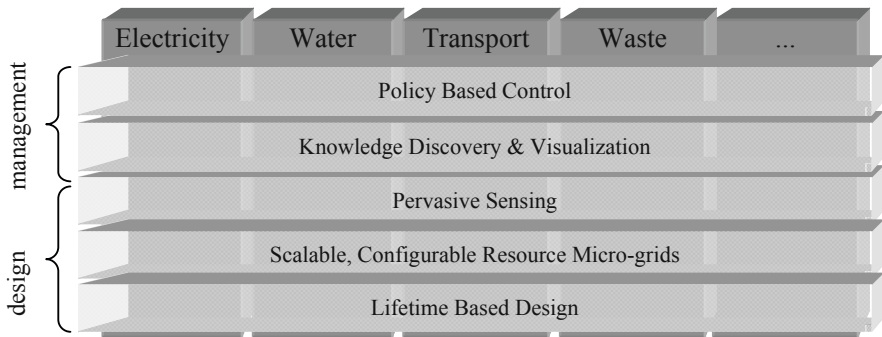 Electricity Water Transport Waste ...
management
Policy Based Control
Knowledge Discovery & Visualization
design
Pervasive Sensing
Scalable, Configurable Resource Micro-grids
Lifetime Based Design